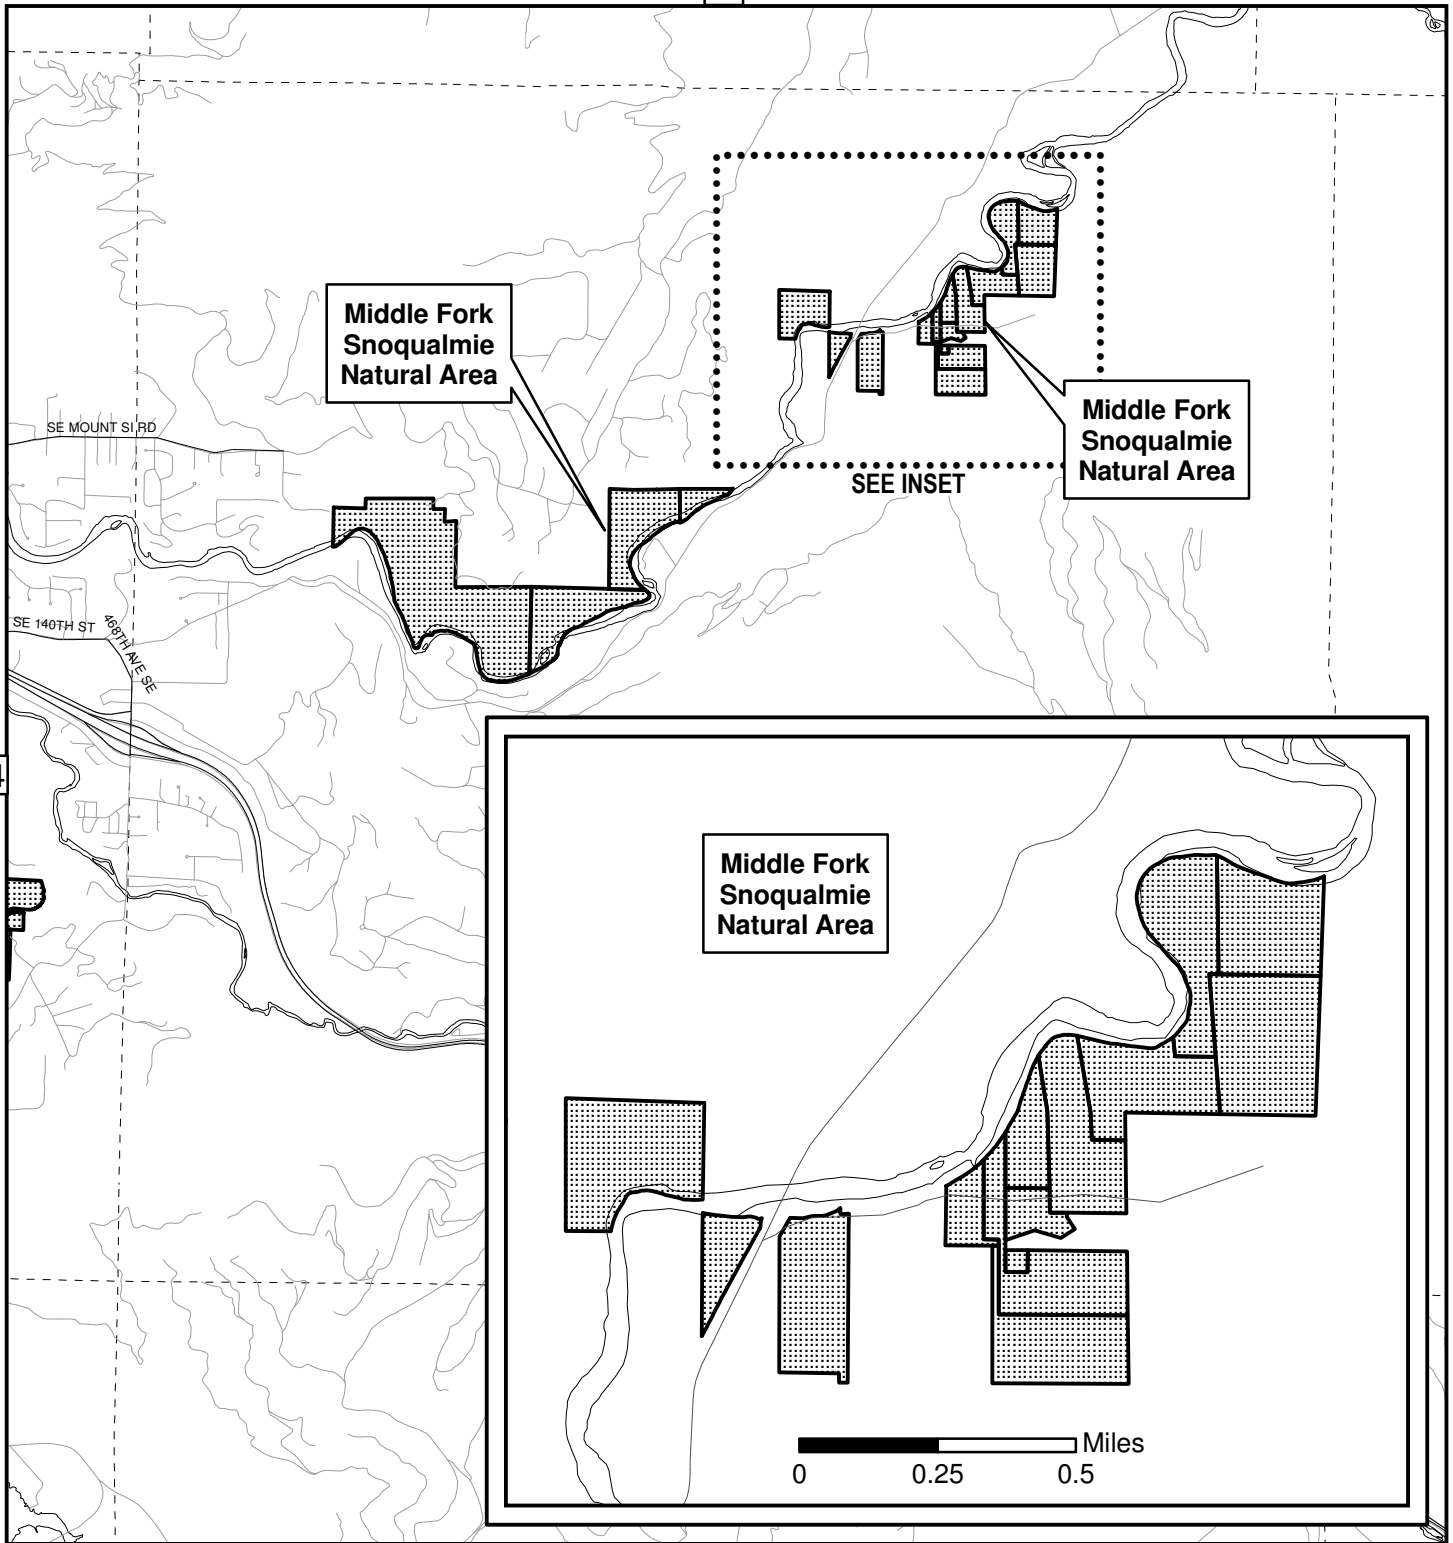 Middle Fork
Snoqualmie
Natural Area
Middle Fork
Snoqualmie
Natural Area
SE MOUNT SI RD
SEE INSET
SE 140TH ST
468TH AVE SE
Middle Fork
Snoqualmie
Natural Area
Miles
0 0.25 0.5